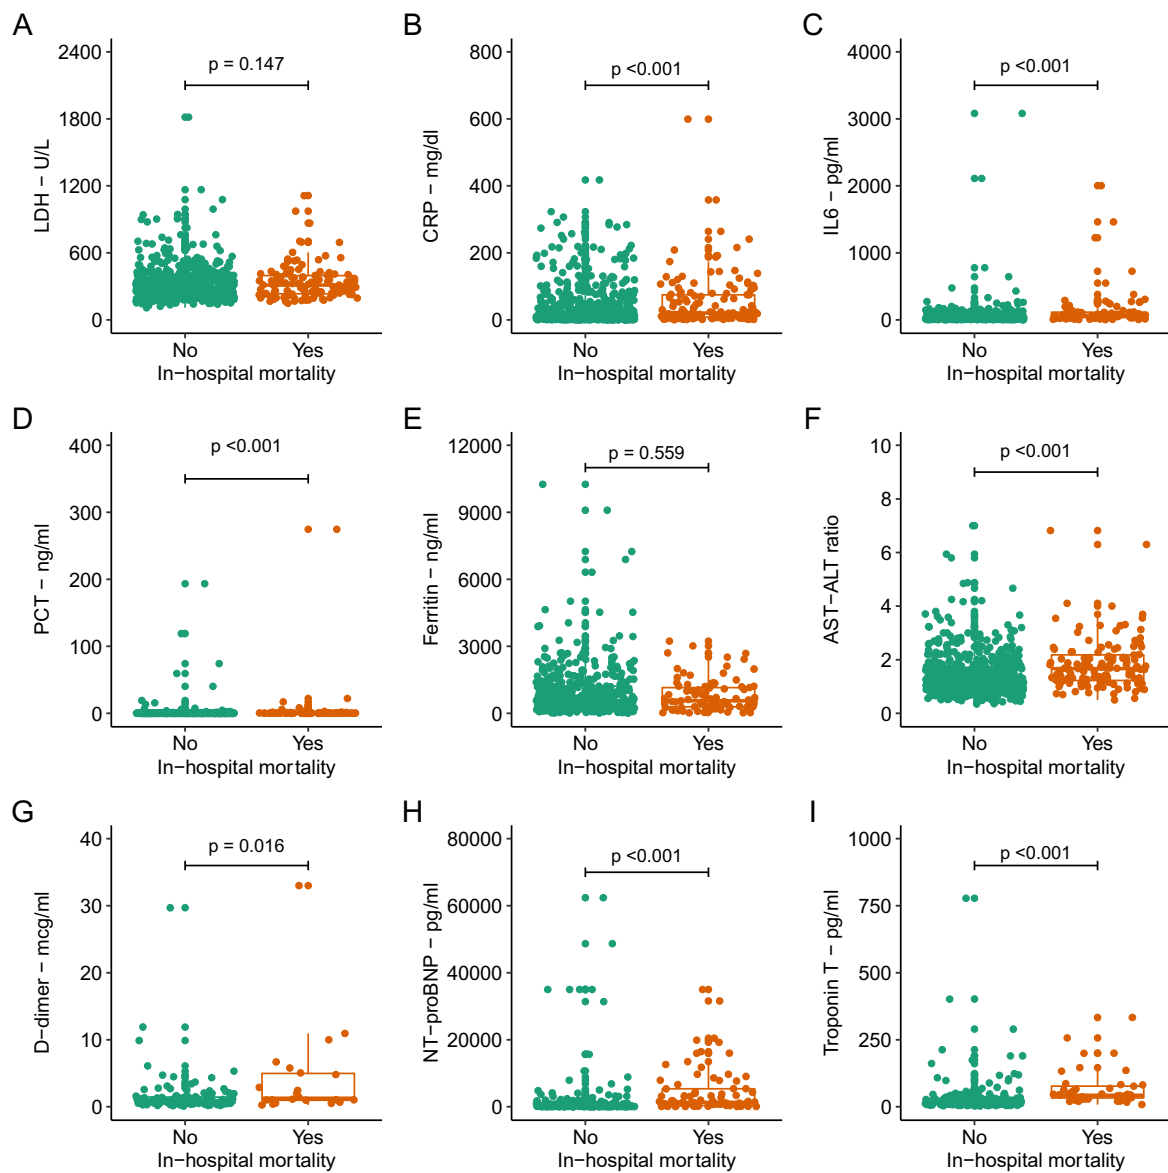 A
LDH − U/L
2400
1800
1200
600
0
p = 0.147
No
Yes
In−hospital mortality
B
CRP − mg/dl
800
600
400
200
0
p <0.001
No
Yes
In−hospital mortality
C
IL6 − pg/ml
4000
3000
2000
1000
0
p <0.001
No
Yes
In−hospital mortality
D
PCT − ng/ml
400
300
200
100
0
p <0.001
No
Yes
In−hospital mortality
E
Ferritin − ng/ml
12000
9000
6000
3000
0
p = 0.559
No
Yes
In−hospital mortality
F
AST−ALT ratio
10
8
6
4
2
0
p <0.001
No
Yes
In−hospital mortality
G
D−dimer − mcg/ml
40
30
20
10
0
p = 0.016
No
Yes
In−hospital mortality
H
NT−proBNP − pg/ml
80000
60000
40000
20000
0
p <0.001
No
Yes
In−hospital mortality
I
Troponin T − pg/ml
1000
750
500
250
0
p <0.001
No
Yes
In−hospital mortality